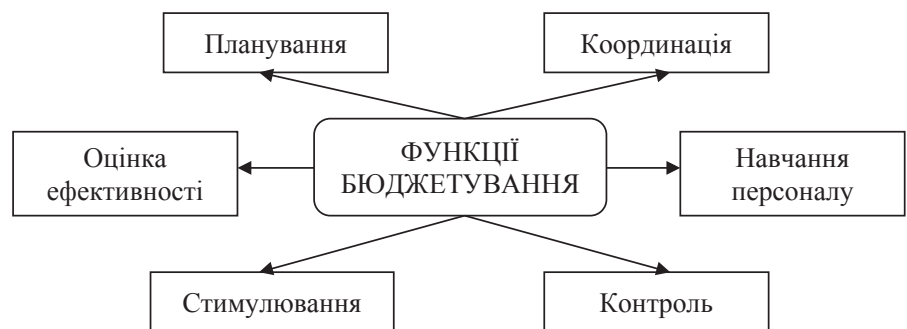 Планування
Координація
ФУНКЦІЇ
БЮДЖЕТУВАННЯ
Оцінка
ефективності
Навчання
персоналу
Стимулювання
Контроль